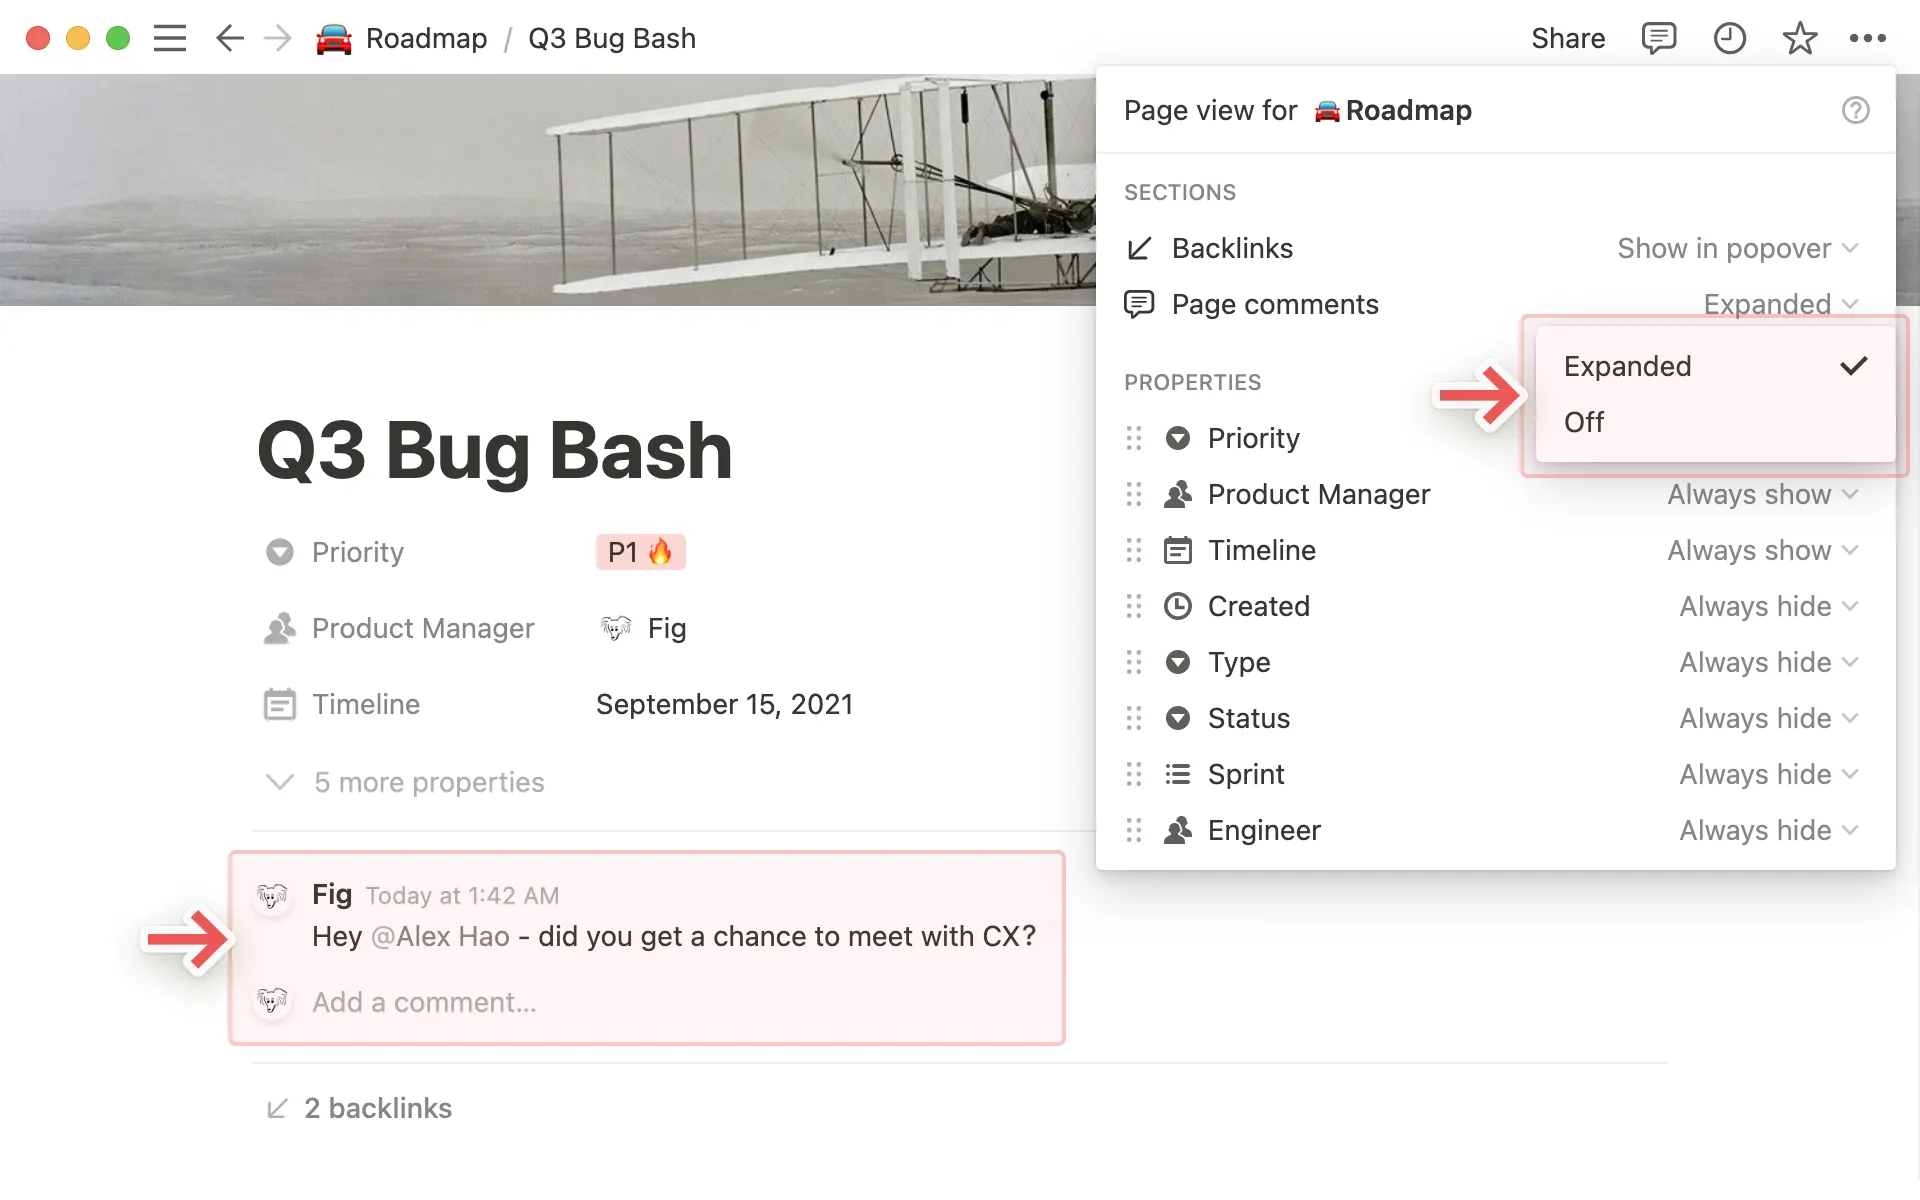 Roadmap / Q3 Bug Bash
Share
Page view for Roadmap
SECTIONS
Backlinks Show in popover
Page comments Expanded
Expanded
Off
PROPERTIES
Priority
Product Manager Always show
Timeline Always show
Created Always hide
Type Always hide
Status Always hide
Sprint Always hide
Engineer Always hide
Q3 Bug Bash
Priority P1 🔥
Product Manager Fig
Timeline September 15, 2021
5 more properties
Fig Today at 1:42 AM
Hey @Alex Hao - did you get a chance to meet with CX?
Add a comment...
2 backlinks